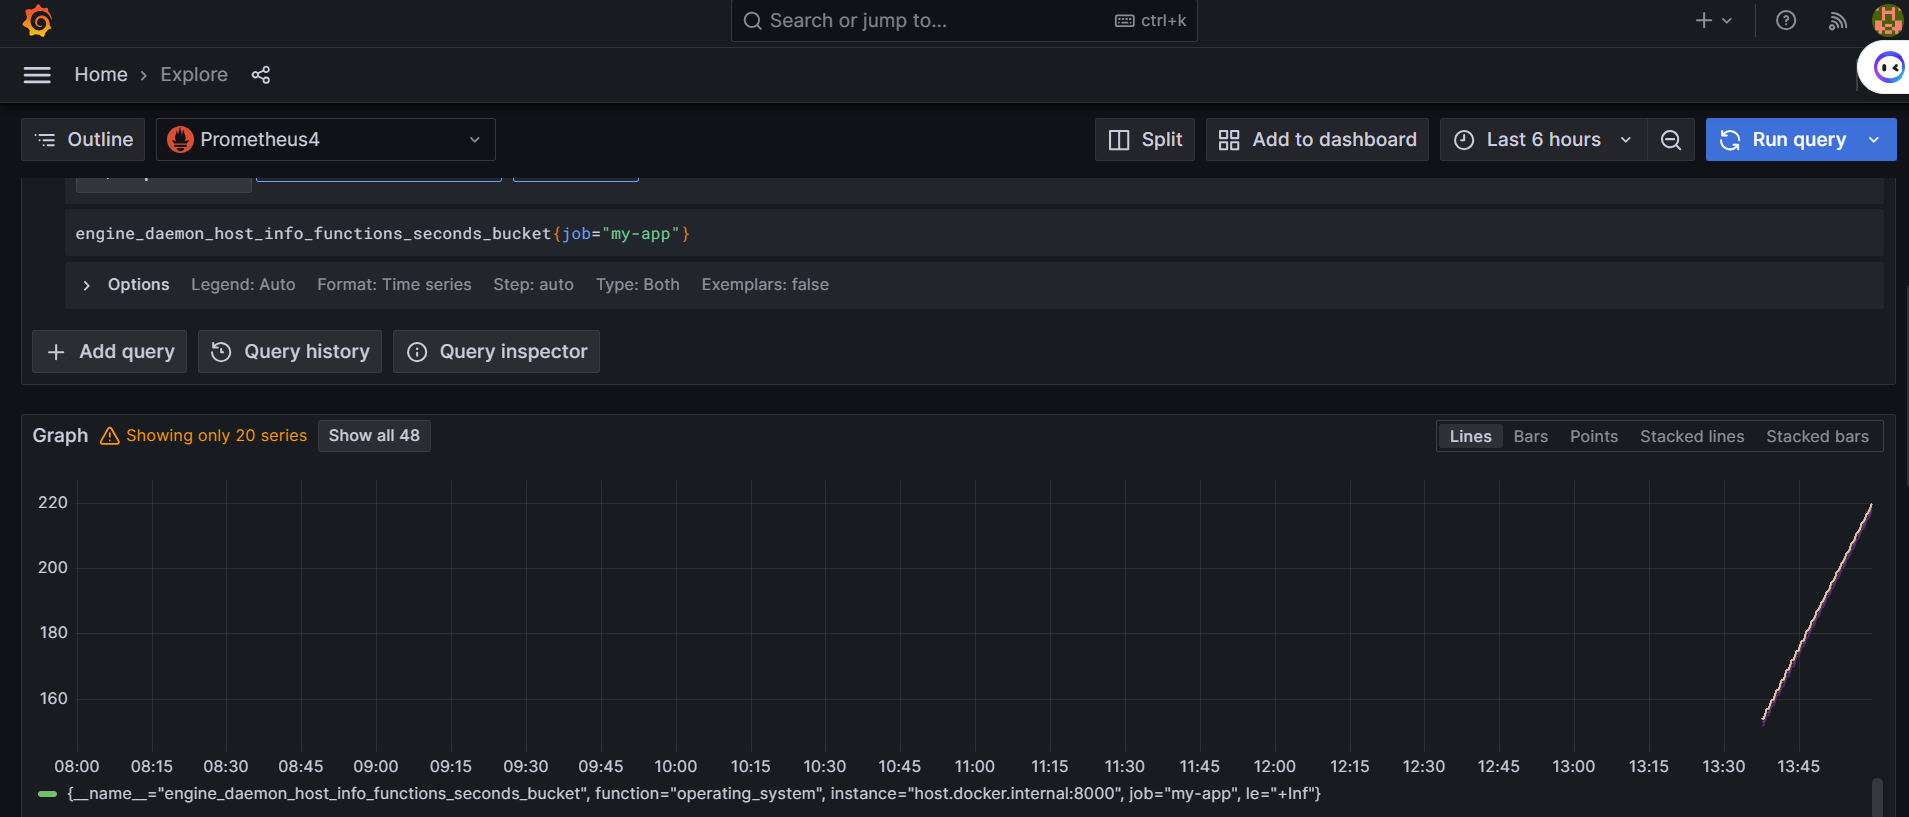 Search or jump to... ctrl+k
Home › Explore
Outline Prometheus4 Split Add to dashboard Last 6 hours Run query
engine_daemon_host_info_functions_seconds_bucket{job="my-app"}
Options Legend: Auto Format: Time series Step: auto Type: Both Exemplars: false
Add query Query history Query inspector
Graph Showing only 20 series Show all 48 Lines Bars Points Stacked lines Stacked bars
220
200
180
160
08:00 08:15 08:30 08:45 09:00 09:15 09:30 09:45 10:00 10:15 10:30 10:45 11:00 11:15 11:30 11:45 12:00 12:15 12:30 12:45 13:00 13:15 13:30 13:45
{__name__="engine_daemon_host_info_functions_seconds_bucket", function="operating_system", instance="host.docker.internal:8000", job="my-app", le="+Inf"}